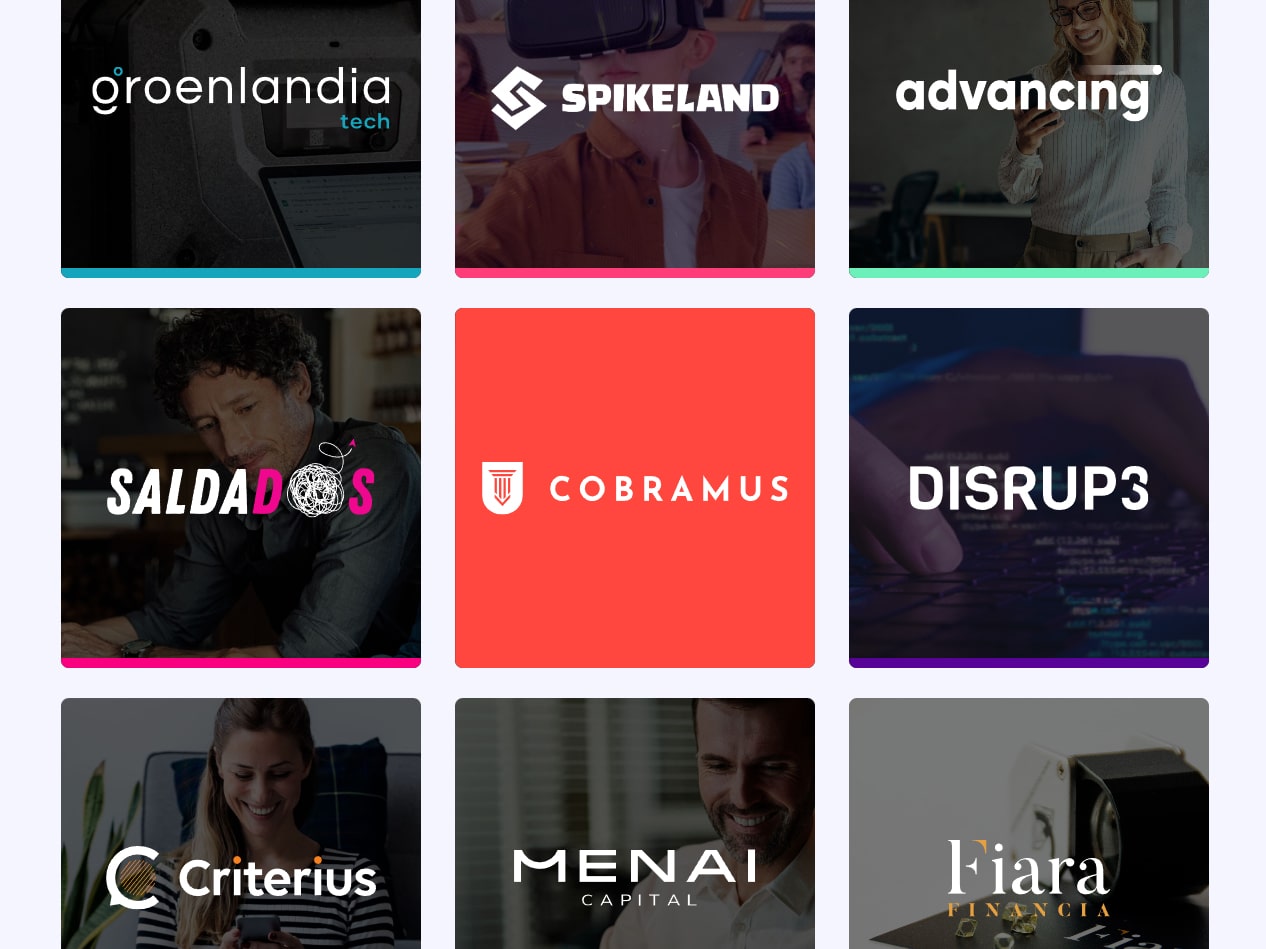 groenlandia
tech
SPIKELAND
advancing
SALDADOS
COBRAMUS
DISRUP3
Criterius
MENAI
CAPITAL
Fiara
FINANCIA